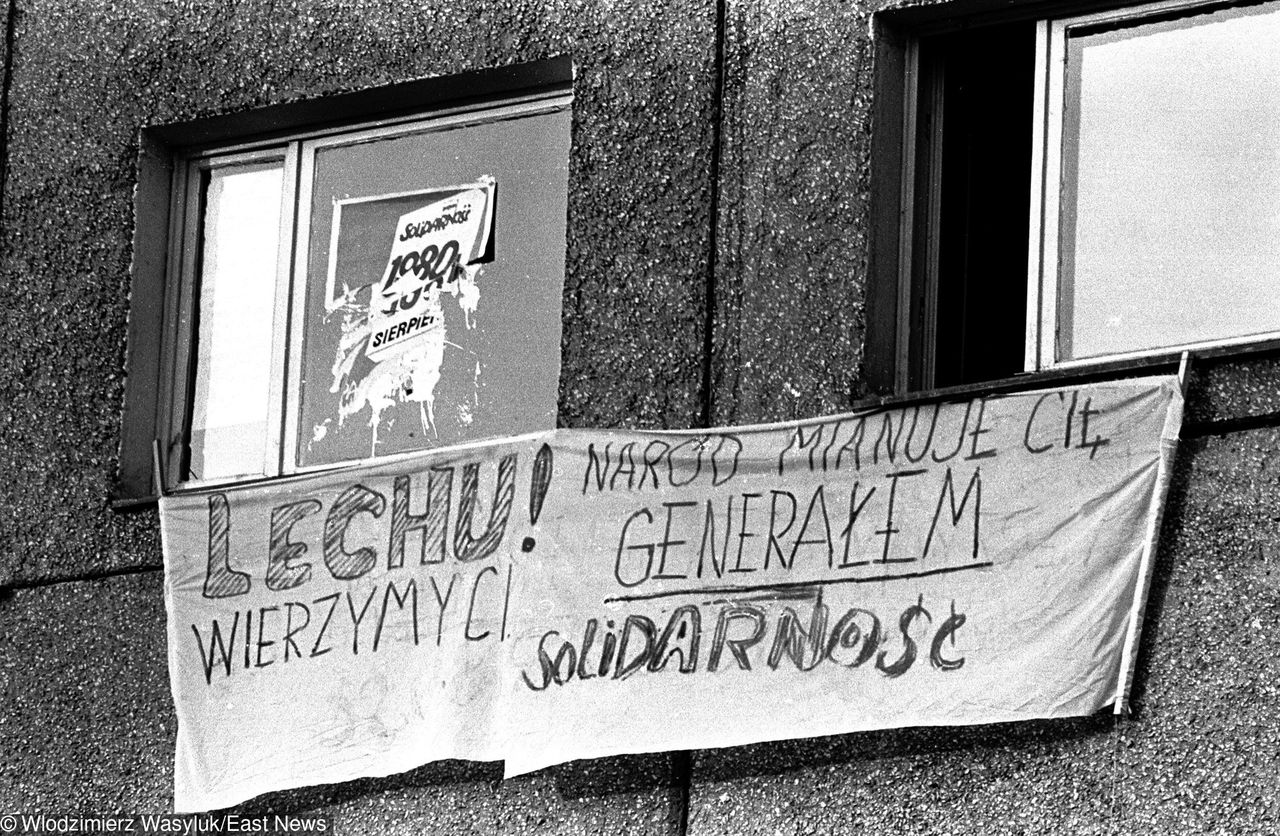 SOLIDARNOŚĆ
1980
SIERPIEŃ
LECHU!
WIERZYMY CI
NARÓD MIANUJE CIĘ
GENERAŁEM
SOLIDARNOŚĆ
© Wlodzimierz Wasyluk/East News